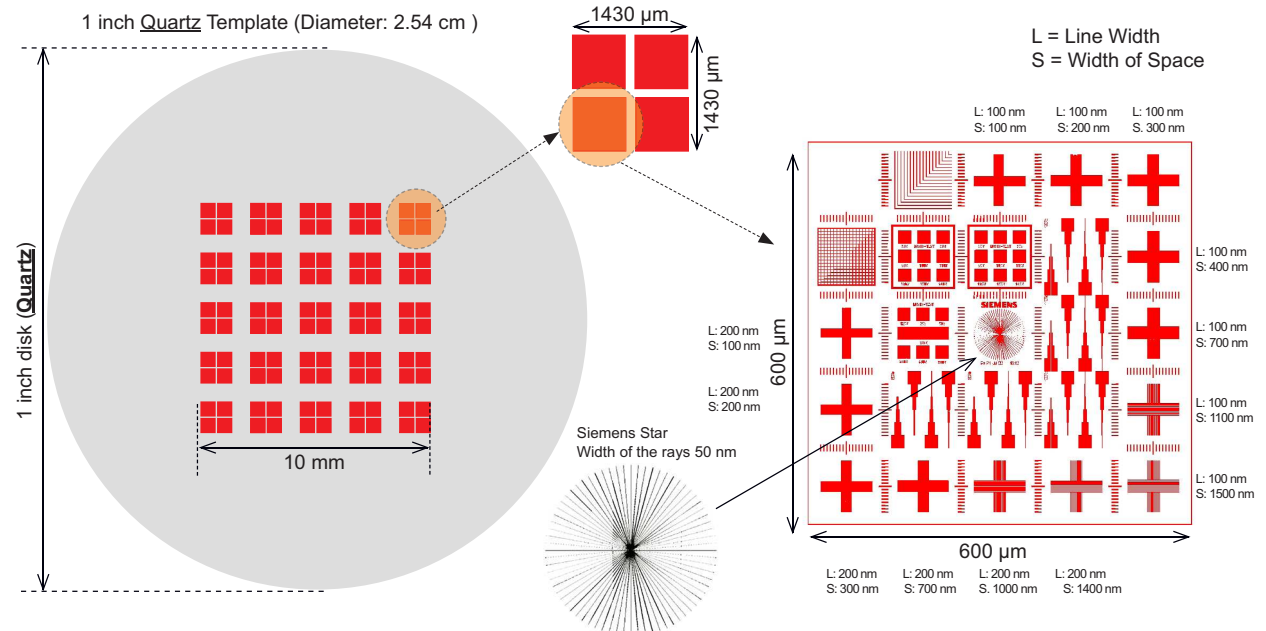 1 inch Quartz Template (Diameter: 2.54 cm )
1 inch disk (Quartz)
10 mm
1430 µm
1430 µm
L = Line Width
S = Width of Space
L: 100 nm
S: 100 nm
L: 100 nm
S: 200 nm
L: 100 nm
S. 300 nm
L: 100 nm
S: 400 nm
L: 100 nm
S: 700 nm
L: 100 nm
S: 1100 nm
L: 100 nm
S: 1500 nm
L: 200 nm
S: 100 nm
L: 200 nm
S: 200 nm
600 µm
SIEMENS
Siemens Star
Width of the rays 50 nm
600 µm
L: 200 nm
S: 300 nm
L: 200 nm
S: 700 nm
L: 200 nm
S. 1000 nm
L: 200 nm
S: 1400 nm